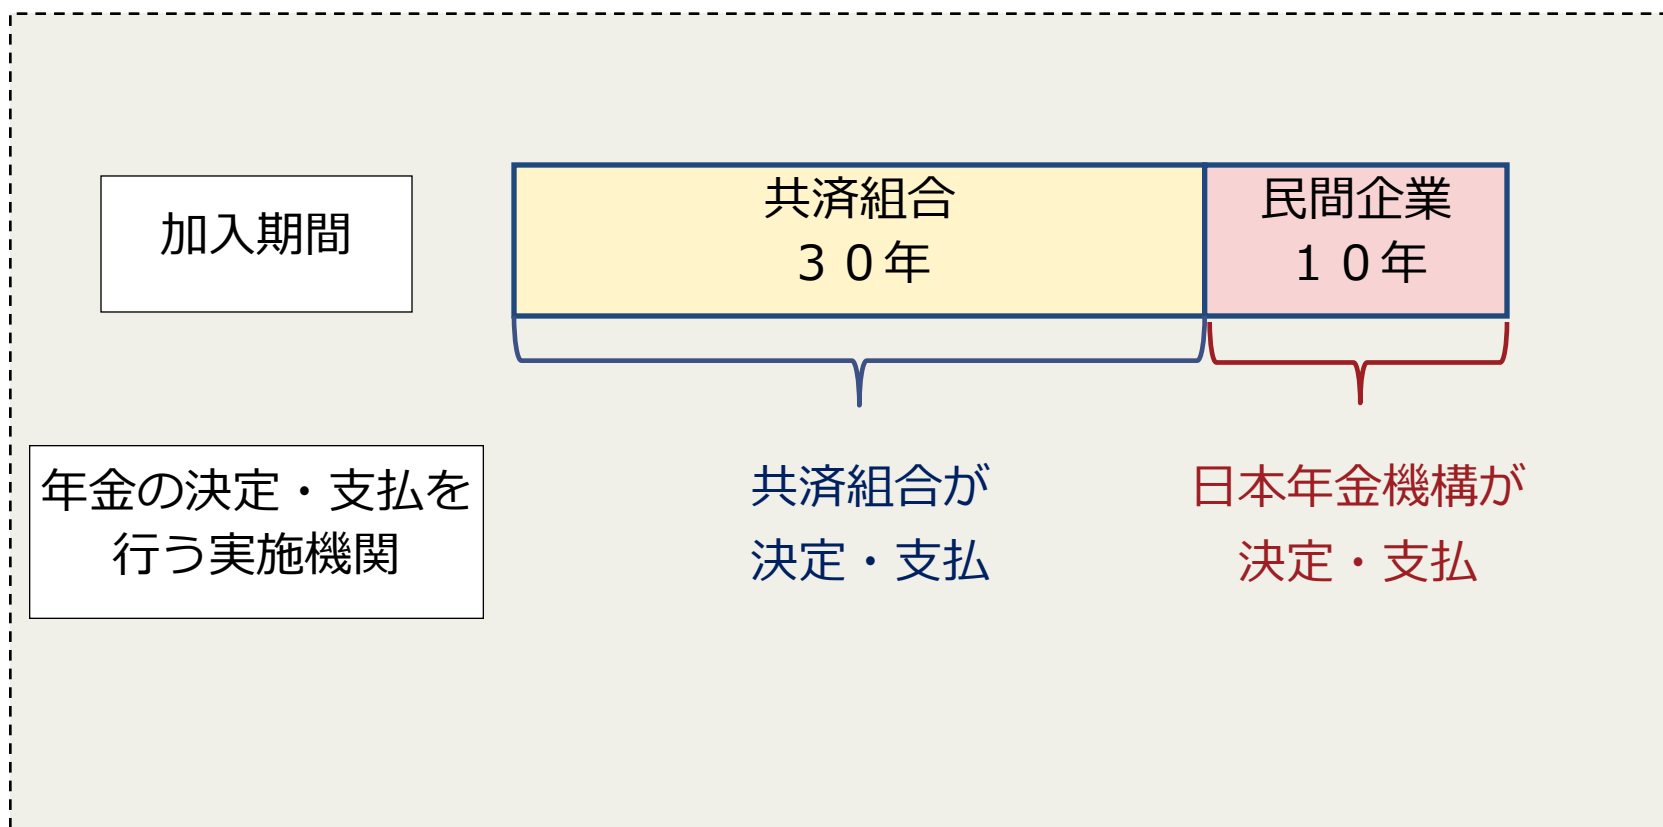 加入期間
共済組合
３０年
民間企業
１０年
年金の決定・支払を
行う実施機関
共済組合が
決定・支払
日本年金機構が
決定・支払